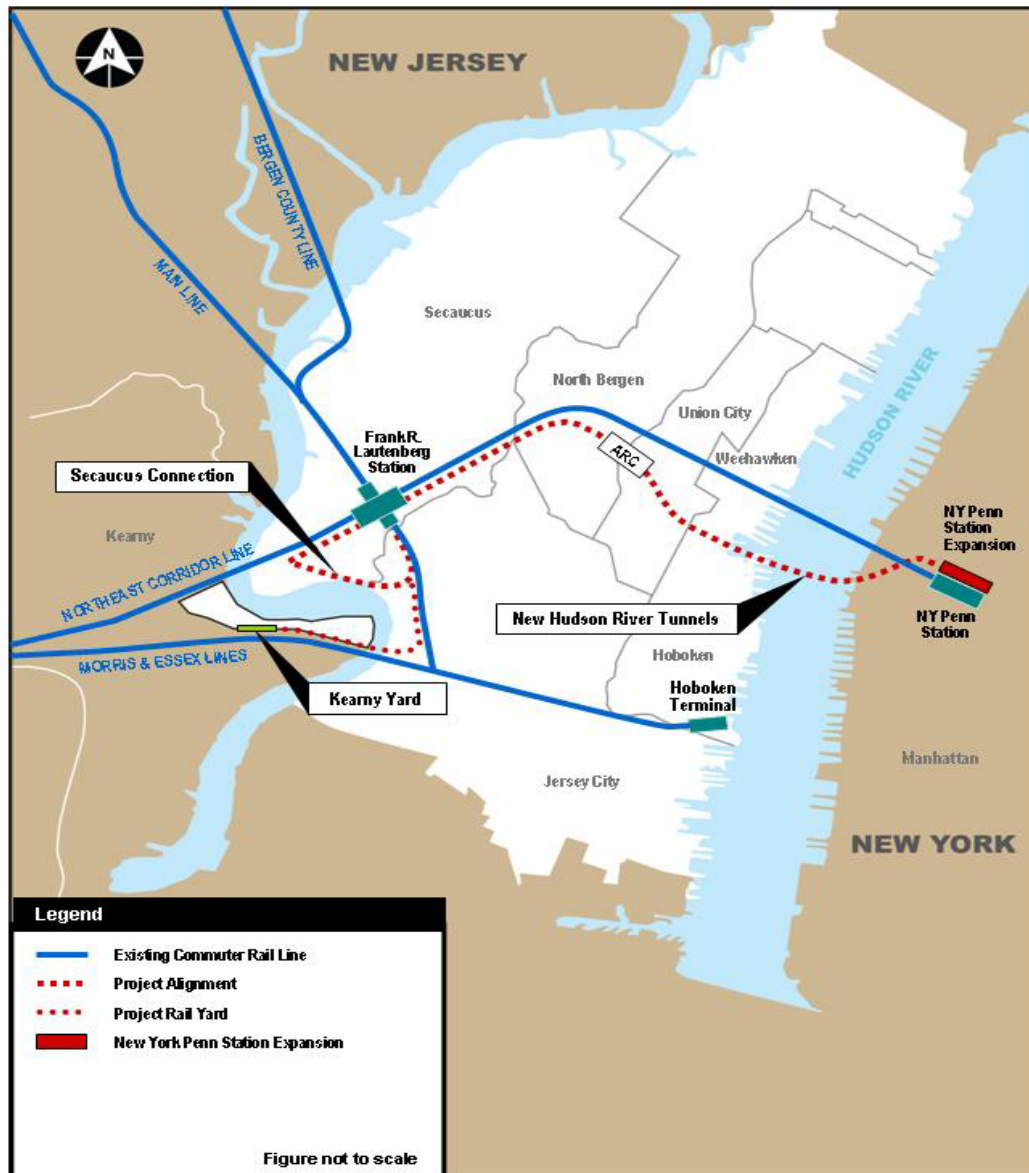 N
NEW JERSEY
BERGEN COUNTY LINE
MAIN LINE
Secaucus
North Bergen
Union City
HUDSON RIVER
Frank R.
Lautenberg
Station
ARC
Weehawken
Secaucus Connection
Kearny
NY Penn
Station
Expansion
NORTHEAST CORRIDOR LINE
New Hudson River Tunnels
NY Penn
Station
MORRIS & ESSEX LINES
Hoboken
Kearny Yard
Hoboken
Terminal
Manhattan
Jersey City
NEW YORK
Legend
Existing Commuter Rail Line
Project Alignment
Project Rail Yard
New York Penn Station Expansion
Figure not to scale